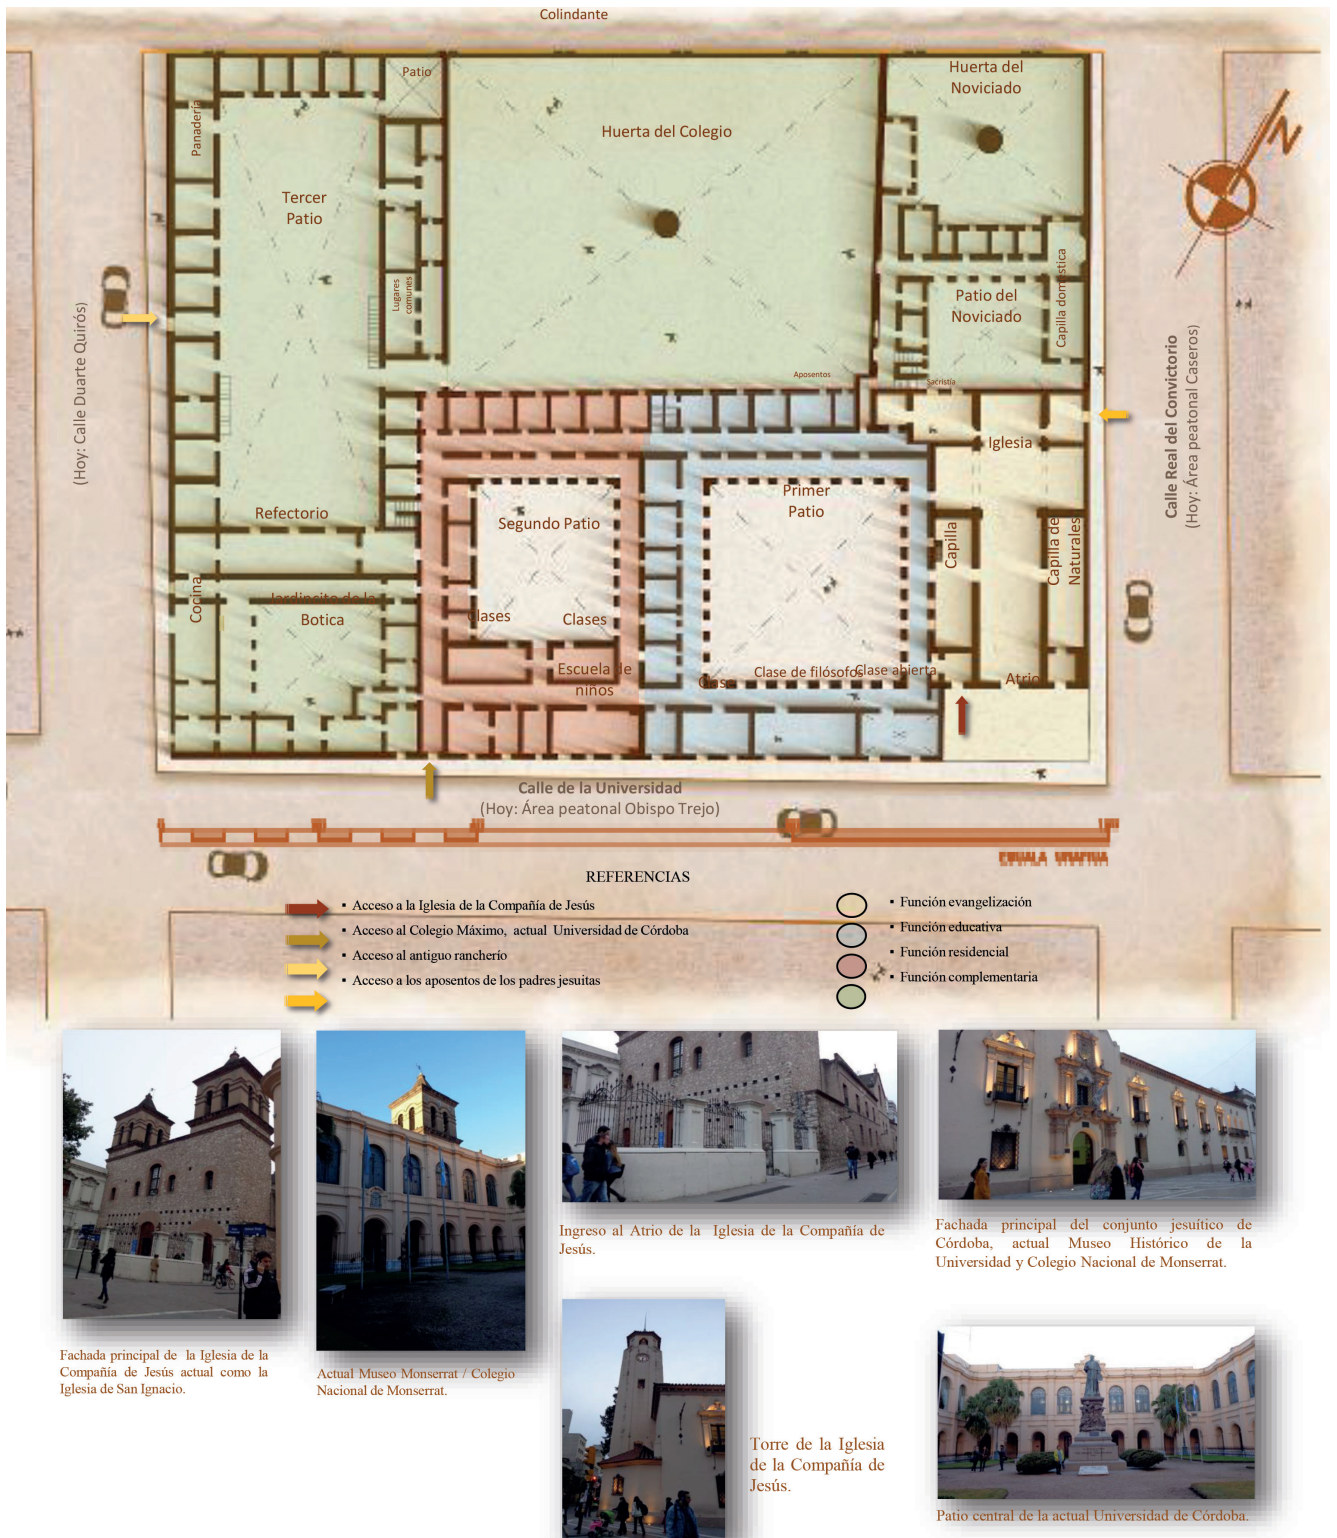 Colindante
Patio
Huerta del
Noviciado
Panadería
Huerta del Colegio
N
Tercer
Patio
Lugares
comunes
Patio del
Noviciado
Capilla doméstica
(Hoy: Calle Duarte Quirós)
Calle Real del Convictorio
(Hoy: Área peatonal Caseros)
Aposentos
Sacristía
Iglesia
Refectorio
Segundo Patio
Primer
Patio
Capilla
Capilla de
Naturales
Cocina
Jardincito de la
Botica
Clases
Clases
Escuela de
niños
Clase
Clase de filósofos
Clase abierta
Atrio
Calle de la Universidad
(Hoy: Área peatonal Obispo Trejo)
ESCALA GRAFICA
REFERENCIAS
▪ Acceso a la Iglesia de la Compañía de Jesús
▪ Acceso al Colegio Máximo, actual Universidad de Córdoba
▪ Acceso al antiguo rancherío
▪ Acceso a los aposentos de los padres jesuitas
▪ Función evangelización
▪ Función educativa
▪ Función residencial
▪ Función complementaria
Fachada principal de la Iglesia de la
Compañía de Jesús actual como la
Iglesia de San Ignacio.
Actual Museo Monserrat / Colegio
Nacional de Monserrat.
Ingreso al Atrio de la Iglesia de la Compañía de
Jesús.
Fachada principal del conjunto jesuítico de
Córdoba, actual Museo Histórico de la
Universidad y Colegio Nacional de Monserrat.
Torre de la Iglesia
de la Compañía de
Jesús.
Patio central de la actual Universidad de Córdoba.